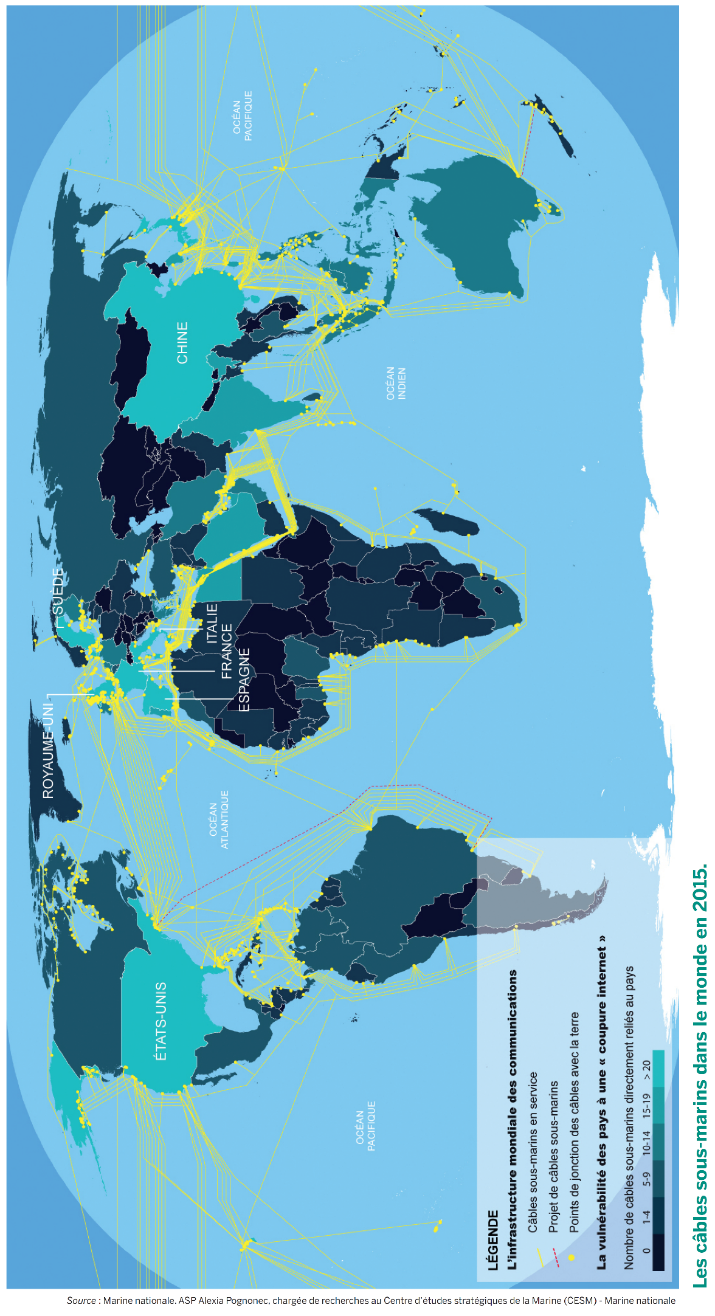 ROYAUME-UNI
SUÈDE
ITALIE
FRANCE
ESPAGNE
CHINE
ÉTATS-UNIS
OCÉAN
PACIFIQUE
OCÉAN
ATLANTIQUE
OCÉAN
INDIEN
OCÉAN
PACIFIQUE
LÉGENDE
L'infrastructure mondiale des communications
Câbles sous-marins en service
Projet de câbles sous-marins
Points de jonction des câbles avec la terre
La vulnérabilité des pays à une « coupure internet »
Nombre de câbles sous-marins directement reliés au pays
0 1-4 5-9 10-14 15-19 > 20
Les câbles sous-marins dans le monde en 2015.
Source : Marine nationale. ASP Alexia Pognonec, chargée de recherches au Centre d'études stratégiques de la Marine (CESM) - Marine nationale